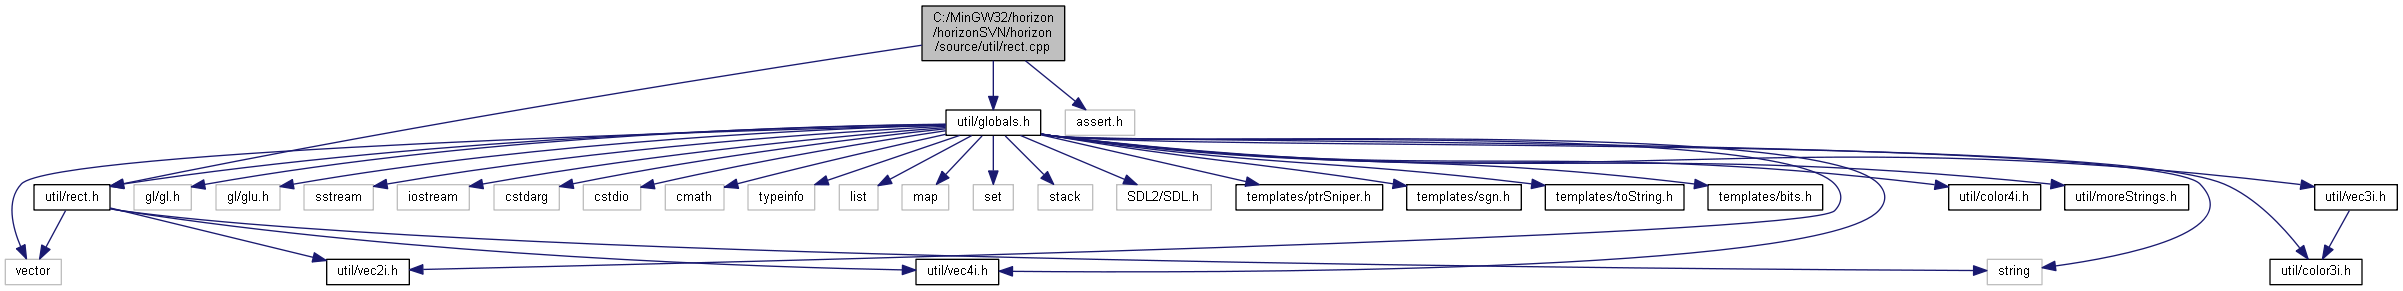 C:/MinGW32/horizon
/horizonSVN/horizon
/source/util/rect.cpp
util/globals.h
assert.h
util/rect.h
gl/gl.h
gl/glu.h
sstream
iostream
cstdarg
cstdio
cmath
typeinfo
list
map
set
stack
SDL2/SDL.h
templates/ptrSniper.h
templates/sgn.h
templates/toString.h
templates/bits.h
util/color4i.h
util/moreStrings.h
util/vec3i.h
vector
util/vec2i.h
util/vec4i.h
string
util/color3i.h